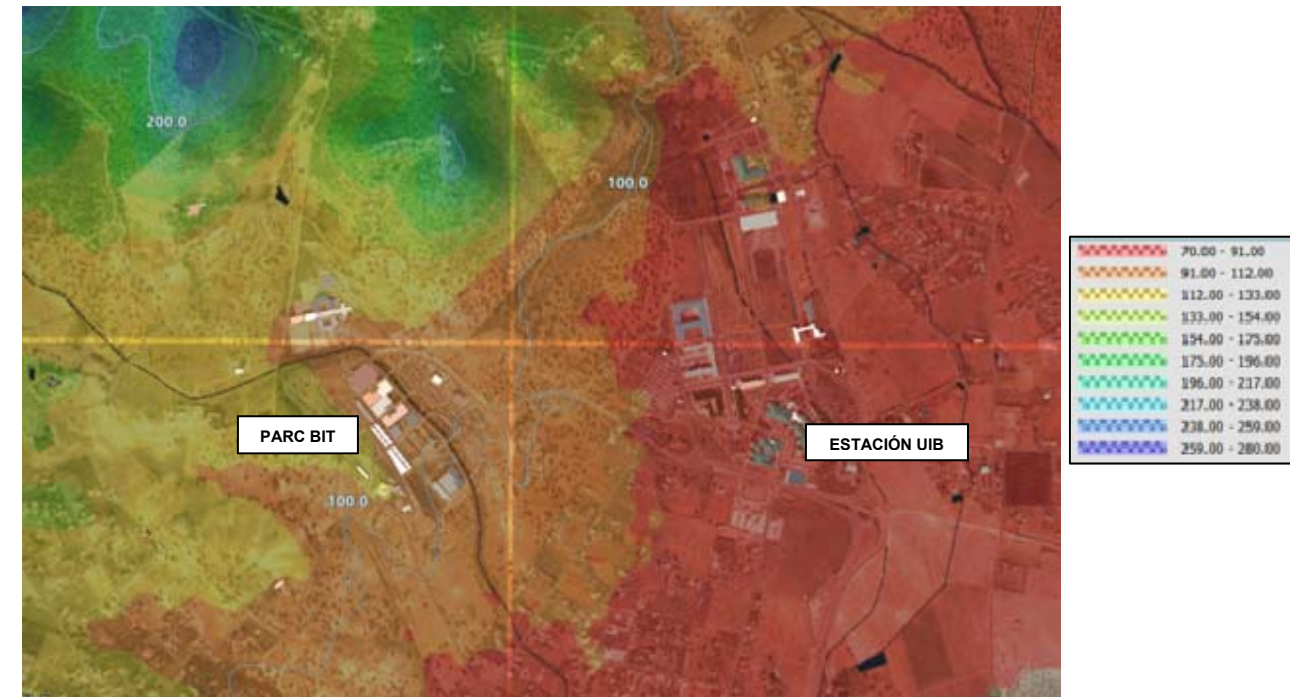 200.0
100.0
PARC BIT
ESTACIÓN UIB
100.0
70.00 - 91.00
91.00 - 112.00
112.00 - 133.00
133.00 - 154.00
154.00 - 175.00
175.00 - 196.00
196.00 - 217.00
217.00 - 238.00
238.00 - 259.00
259.00 - 280.00